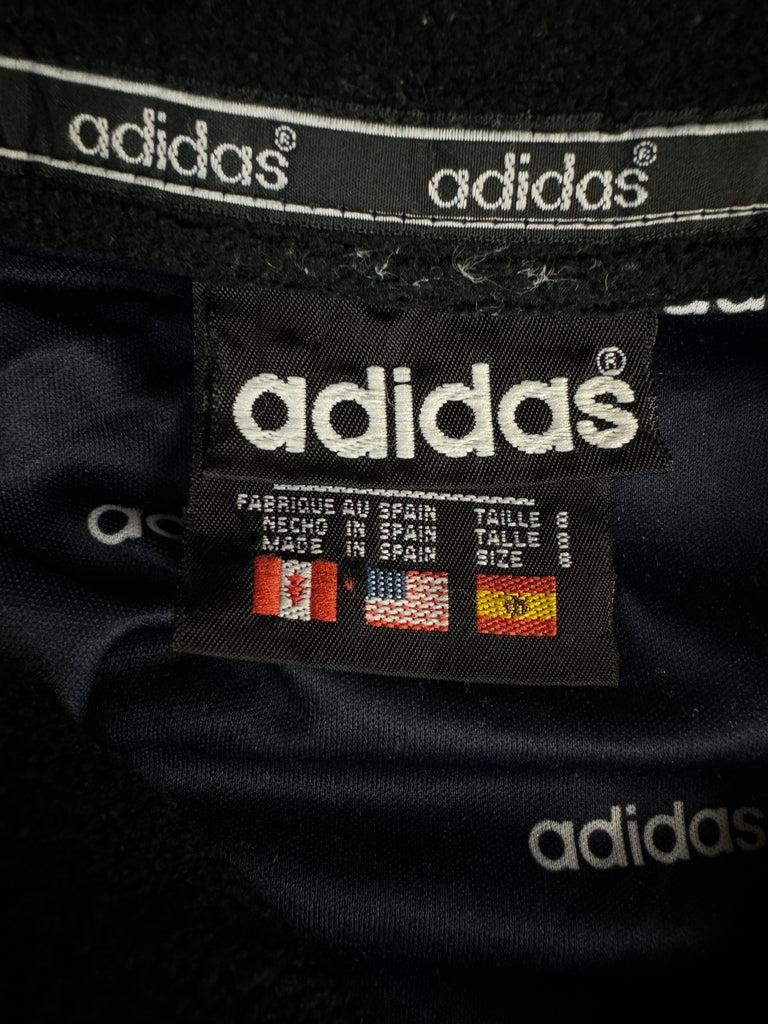 adidas® adidas®
adidas®
FABRIQUE AU SPAIN TAILLE 8
HECHO IN SPAIN TALLE 8
MADE IN SPAIN SIZE 8
adidas